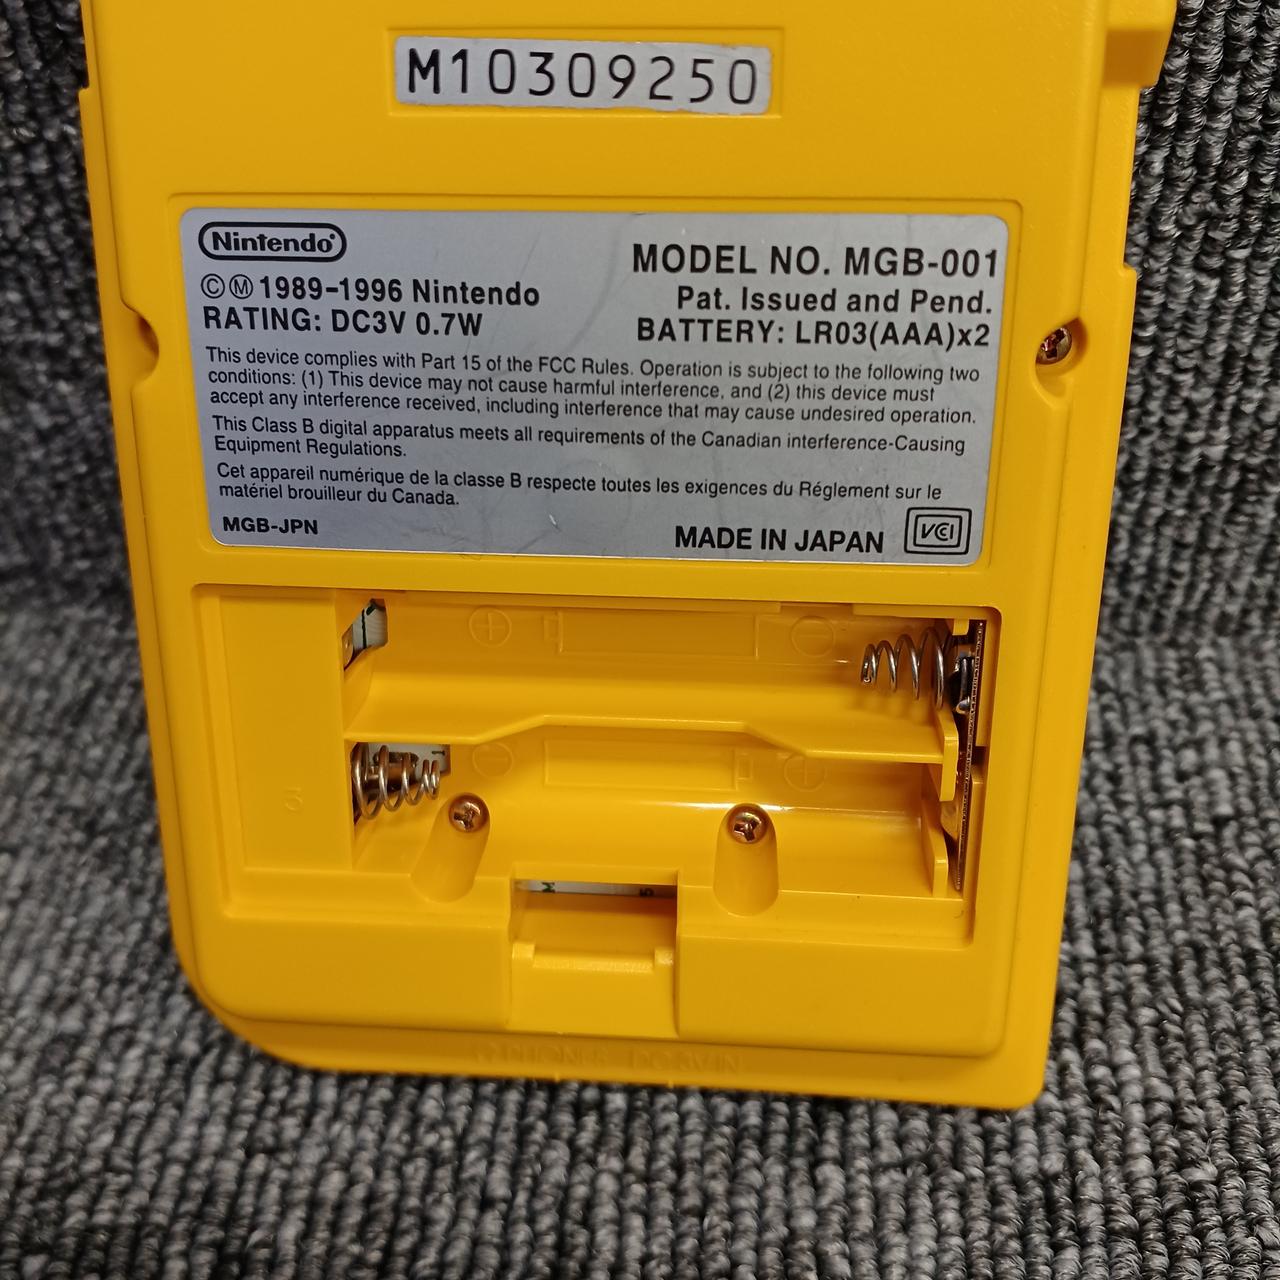 M10309250
Nintendo®
©Ⓜ 1989-1996 Nintendo
RATING: DC3V 0.7W
MODEL NO. MGB-001
Pat. Issued and Pend.
BATTERY: LR03(AAA)x2
This device complies with Part 15 of the FCC Rules. Operation is subject to the following two
conditions: (1) This device may not cause harmful interference, and (2) this device must
accept any interference received, including interference that may cause undesired operation.
This Class B digital apparatus meets all requirements of the Canadian interference-Causing
Equipment Regulations.
Cet appareil numérique de la classe B respecte toutes les exigences du Réglement sur le
matériel brouilleur du Canada.
MGB-JPN
MADE IN JAPAN
VCI
+ −
− +
5
PHONES DC3V IN